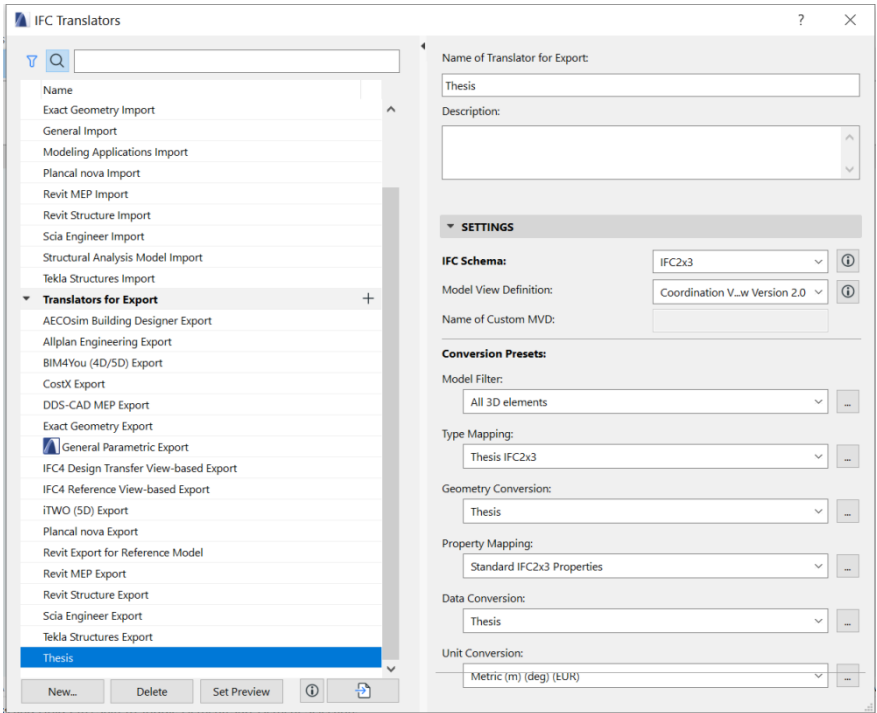 IFC Translators
?
Name
Exact Geometry Import
General Import
Modeling Applications Import
Plancal nova Import
Revit MEP Import
Revit Structure Import
Scia Engineer Import
Structural Analysis Model Import
Tekla Structures Import
Translators for Export
AECOsim Building Designer Export
Allplan Engineering Export
BIM4You (4D/5D) Export
CostX Export
DDS-CAD MEP Export
Exact Geometry Export
General Parametric Export
IFC4 Design Transfer View-based Export
IFC4 Reference View-based Export
iTWO (5D) Export
Plancal nova Export
Revit Export for Reference Model
Revit MEP Export
Revit Structure Export
Scia Engineer Export
Tekla Structures Export
Thesis
New...
Delete
Set Preview
Name of Translator for Export:
Thesis
Description:
SETTINGS
IFC Schema:
IFC2x3
Model View Definition:
Coordination V...w Version 2.0
Name of Custom MVD:
Conversion Presets:
Model Filter:
All 3D elements
...
Type Mapping:
Thesis IFC2x3
...
Geometry Conversion:
Thesis
...
Property Mapping:
Standard IFC2x3 Properties
...
Data Conversion:
Thesis
...
Unit Conversion:
Metric (m) (deg) (EUR)
...